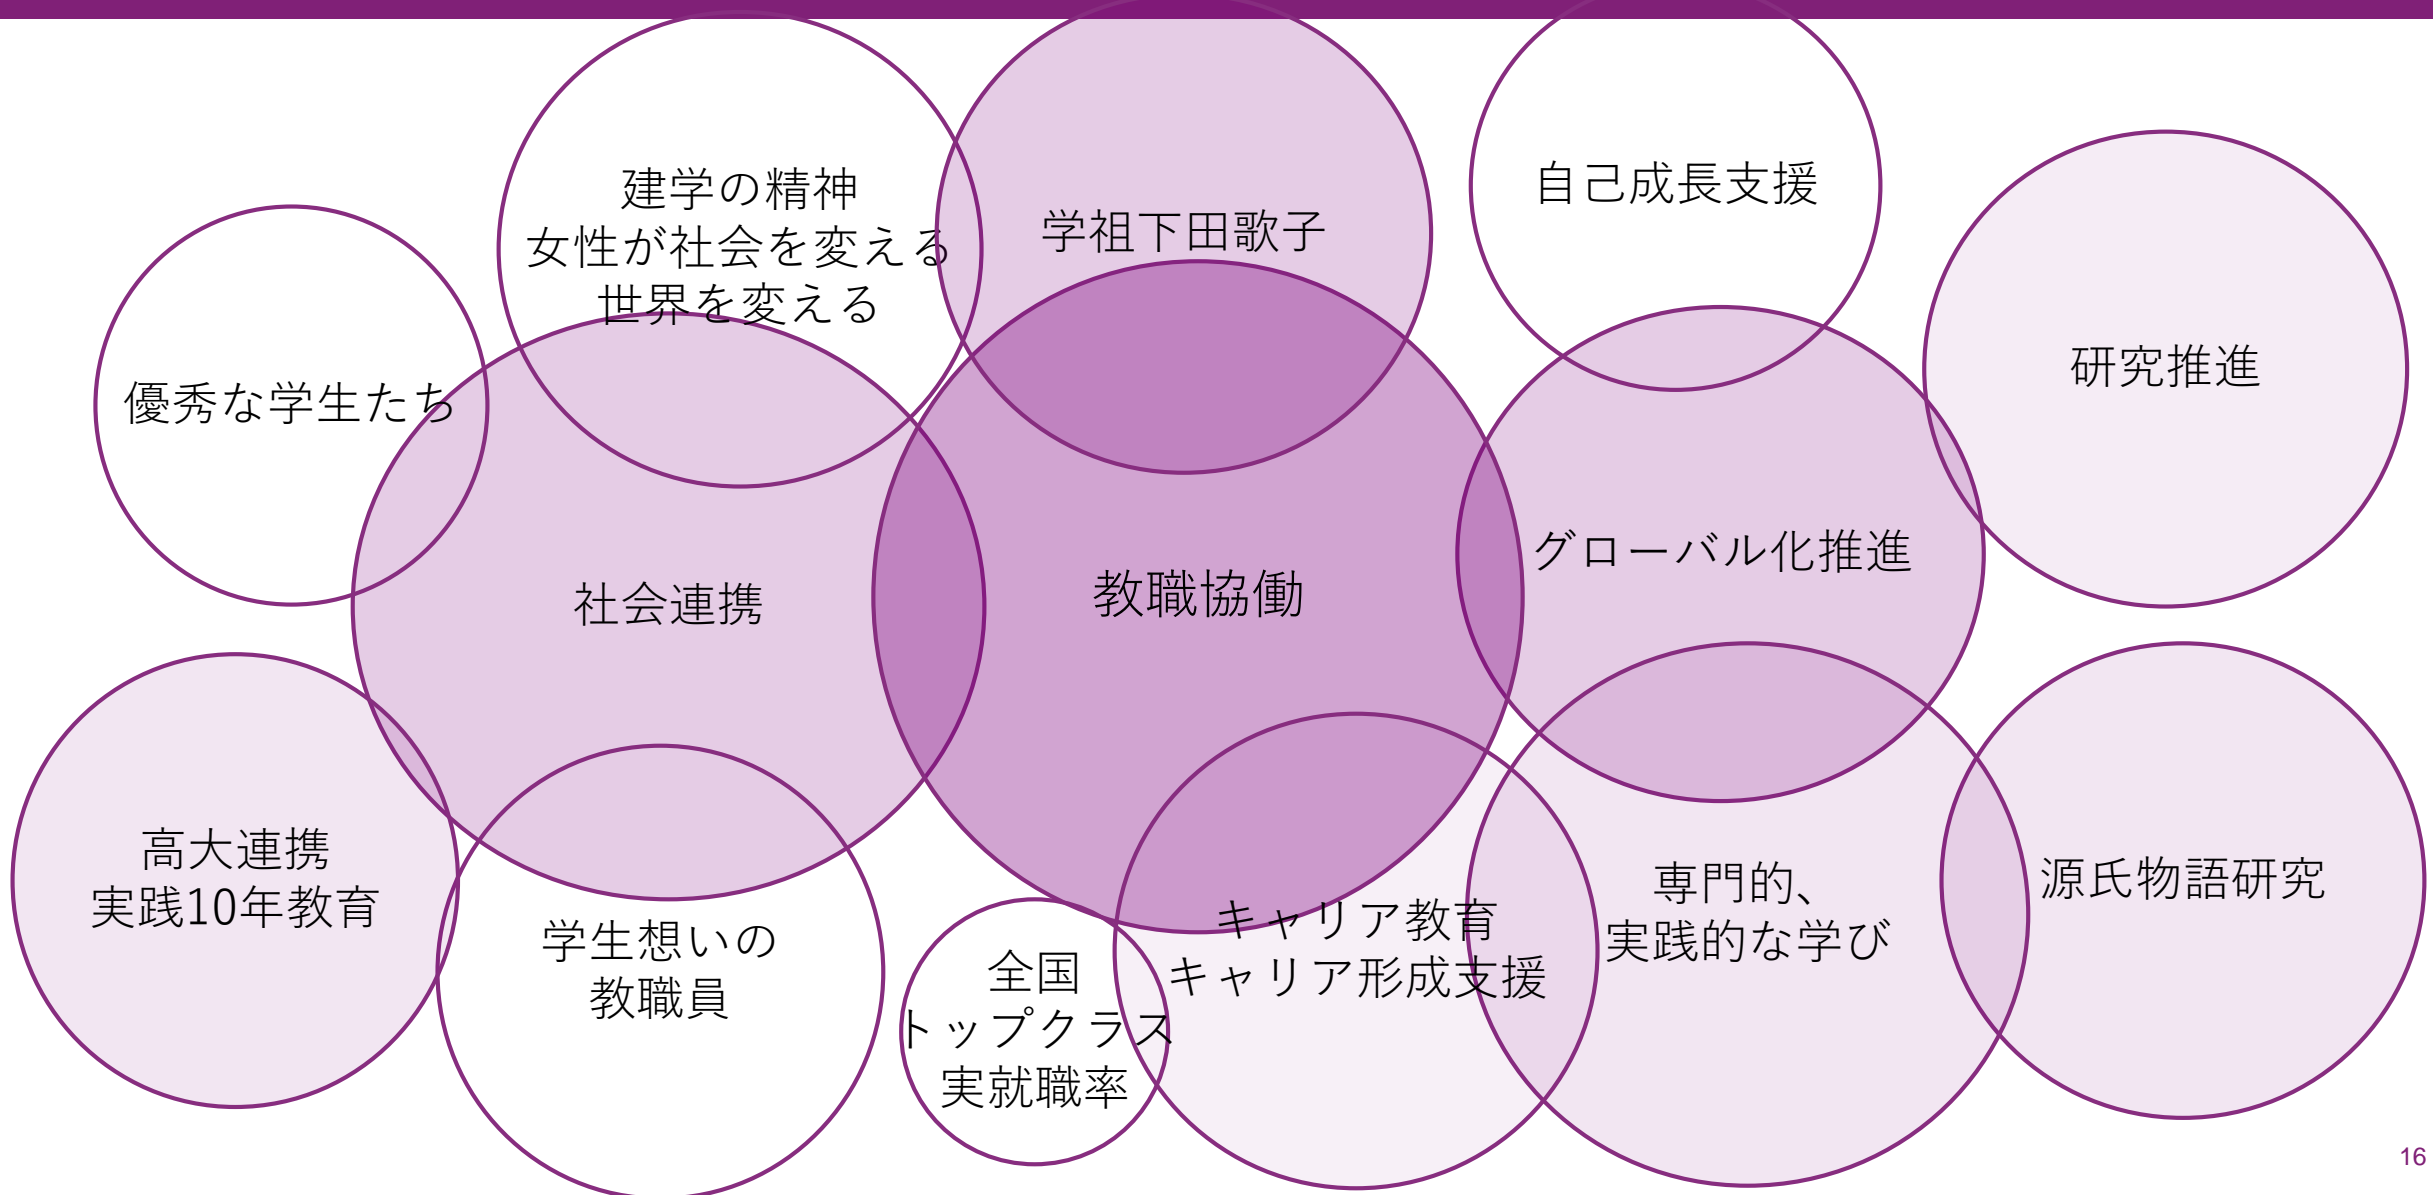 建学の精神
女性が社会を変える
世界を変える
学祖下田歌子
自己成長支援
研究推進
優秀な学生たち
社会連携
教職協働
グローバル化推進
高大連携
実践10年教育
学生想いの
教職員
全国
トップクラス
実就職率
キャリア教育
キャリア形成支援
専門的、
実践的な学び
源氏物語研究
16